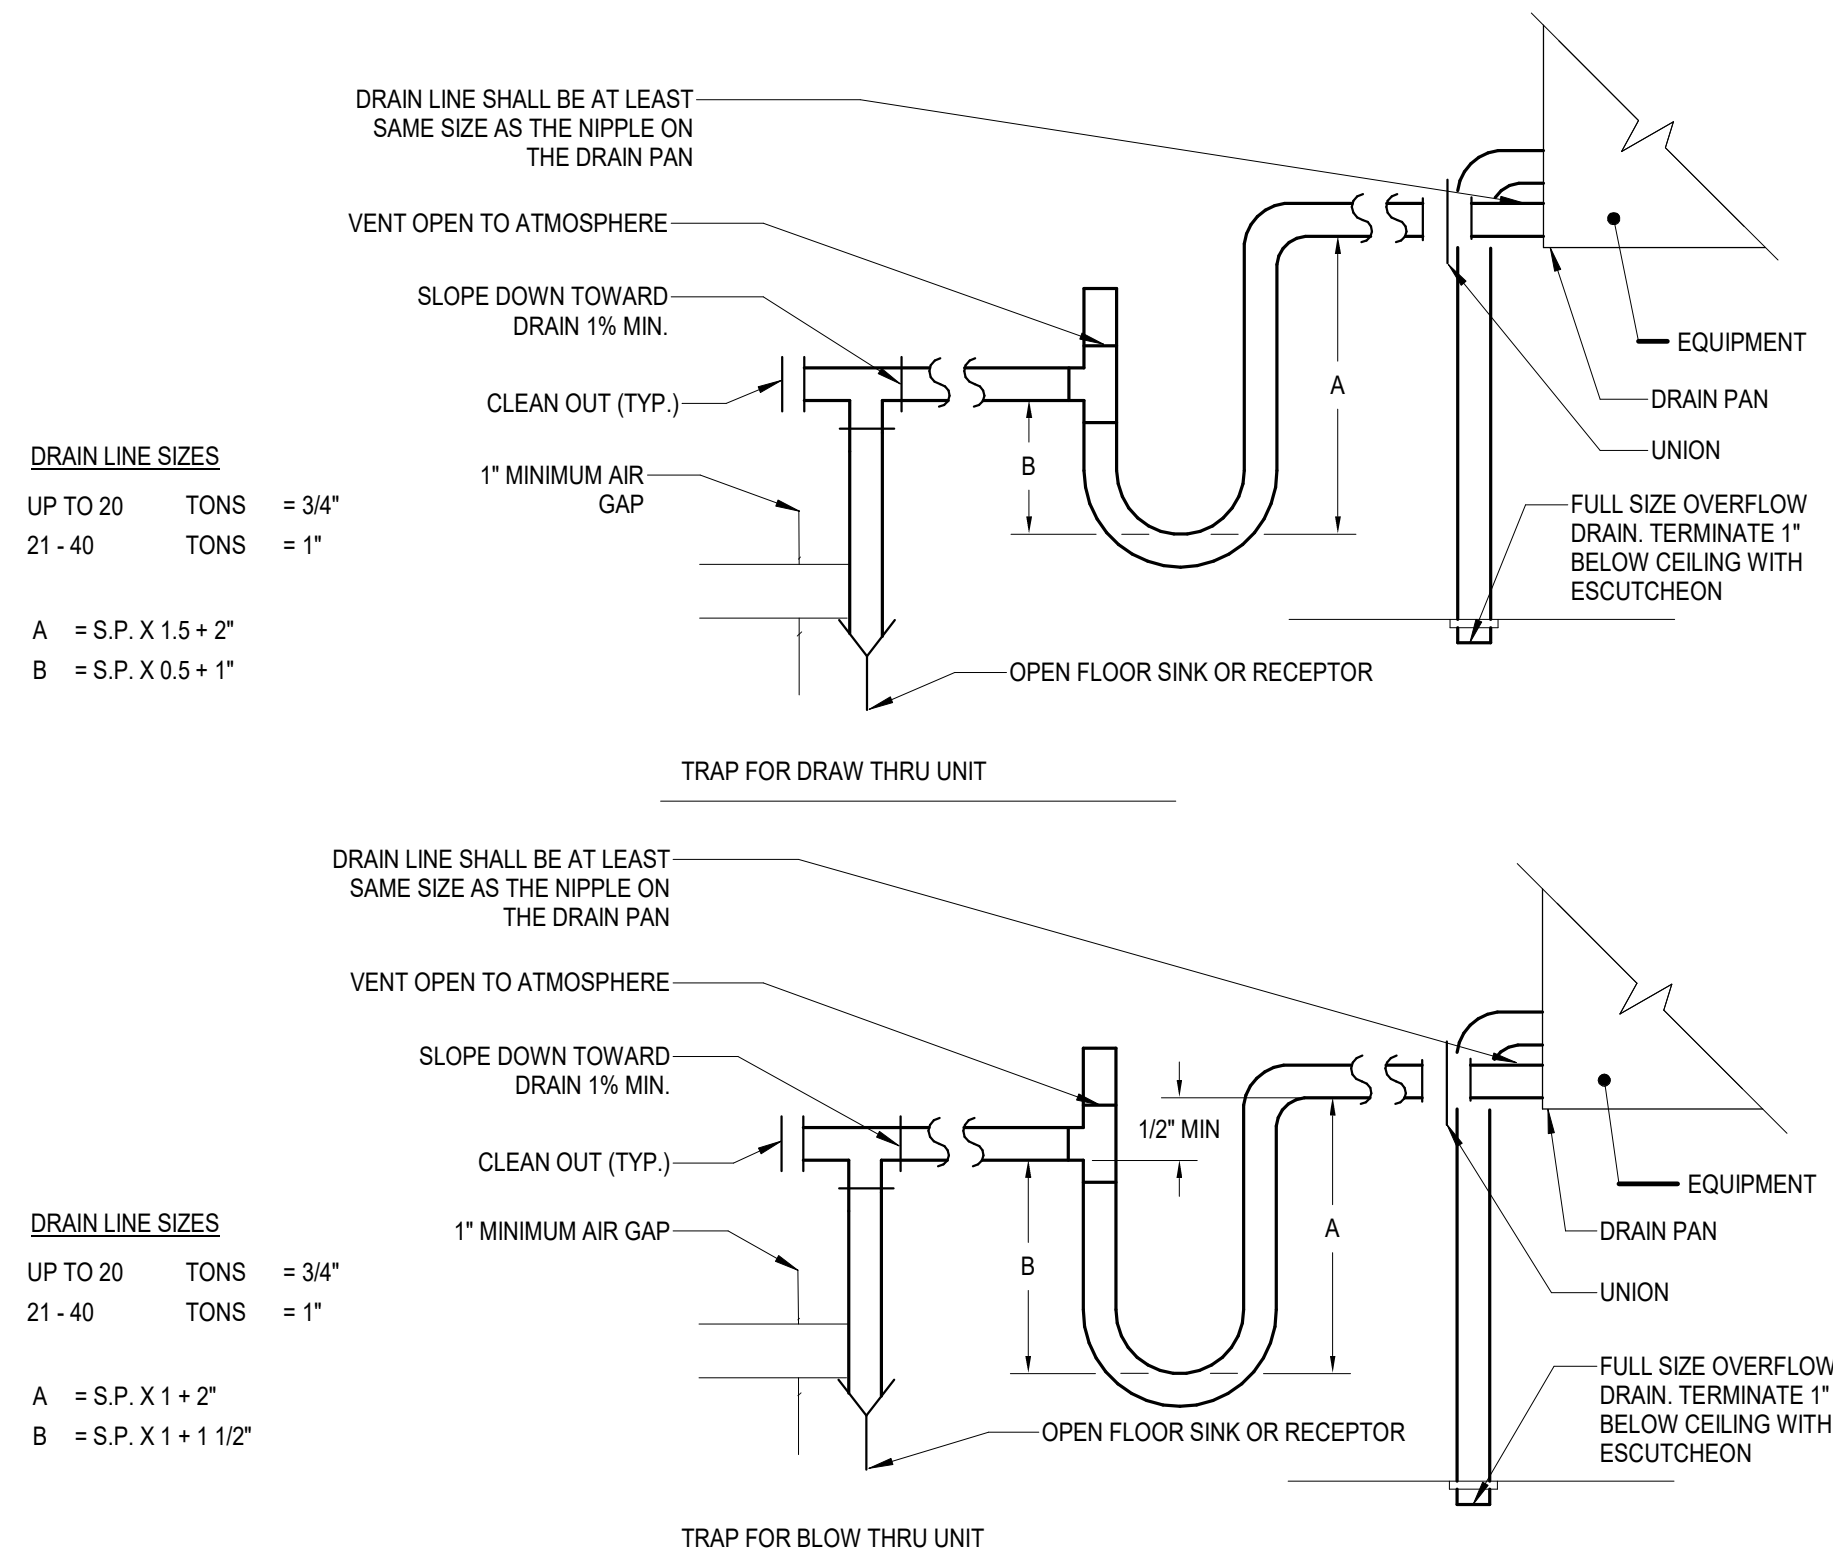 DRAIN LINE SHALL BE AT LEAST
SAME SIZE AS THE NIPPLE ON
THE DRAIN PAN
VENT OPEN TO ATMOSPHERE
SLOPE DOWN TOWARD
DRAIN 1% MIN.
CLEAN OUT (TYP.)
1" MINIMUM AIR
GAP
DRAIN LINE SIZES
UP TO 20 TONS = 3/4"
21 - 40 TONS = 1"
A = S.P. X 1.5 + 2"
B = S.P. X 0.5 + 1"
A
B
EQUIPMENT
DRAIN PAN
UNION
FULL SIZE OVERFLOW
DRAIN. TERMINATE 1"
BELOW CEILING WITH
ESCUTCHEON
OPEN FLOOR SINK OR RECEPTOR
TRAP FOR DRAW THRU UNIT
DRAIN LINE SHALL BE AT LEAST
SAME SIZE AS THE NIPPLE ON
THE DRAIN PAN
VENT OPEN TO ATMOSPHERE
SLOPE DOWN TOWARD
DRAIN 1% MIN.
CLEAN OUT (TYP.)
1" MINIMUM AIR GAP
DRAIN LINE SIZES
UP TO 20 TONS = 3/4"
21 - 40 TONS = 1"
A = S.P. X 1 + 2"
B = S.P. X 1 + 1 1/2"
1/2" MIN
A
B
EQUIPMENT
DRAIN PAN
UNION
FULL SIZE OVERFLOW
DRAIN. TERMINATE 1"
BELOW CEILING WITH
ESCUTCHEON
OPEN FLOOR SINK OR RECEPTOR
TRAP FOR BLOW THRU UNIT